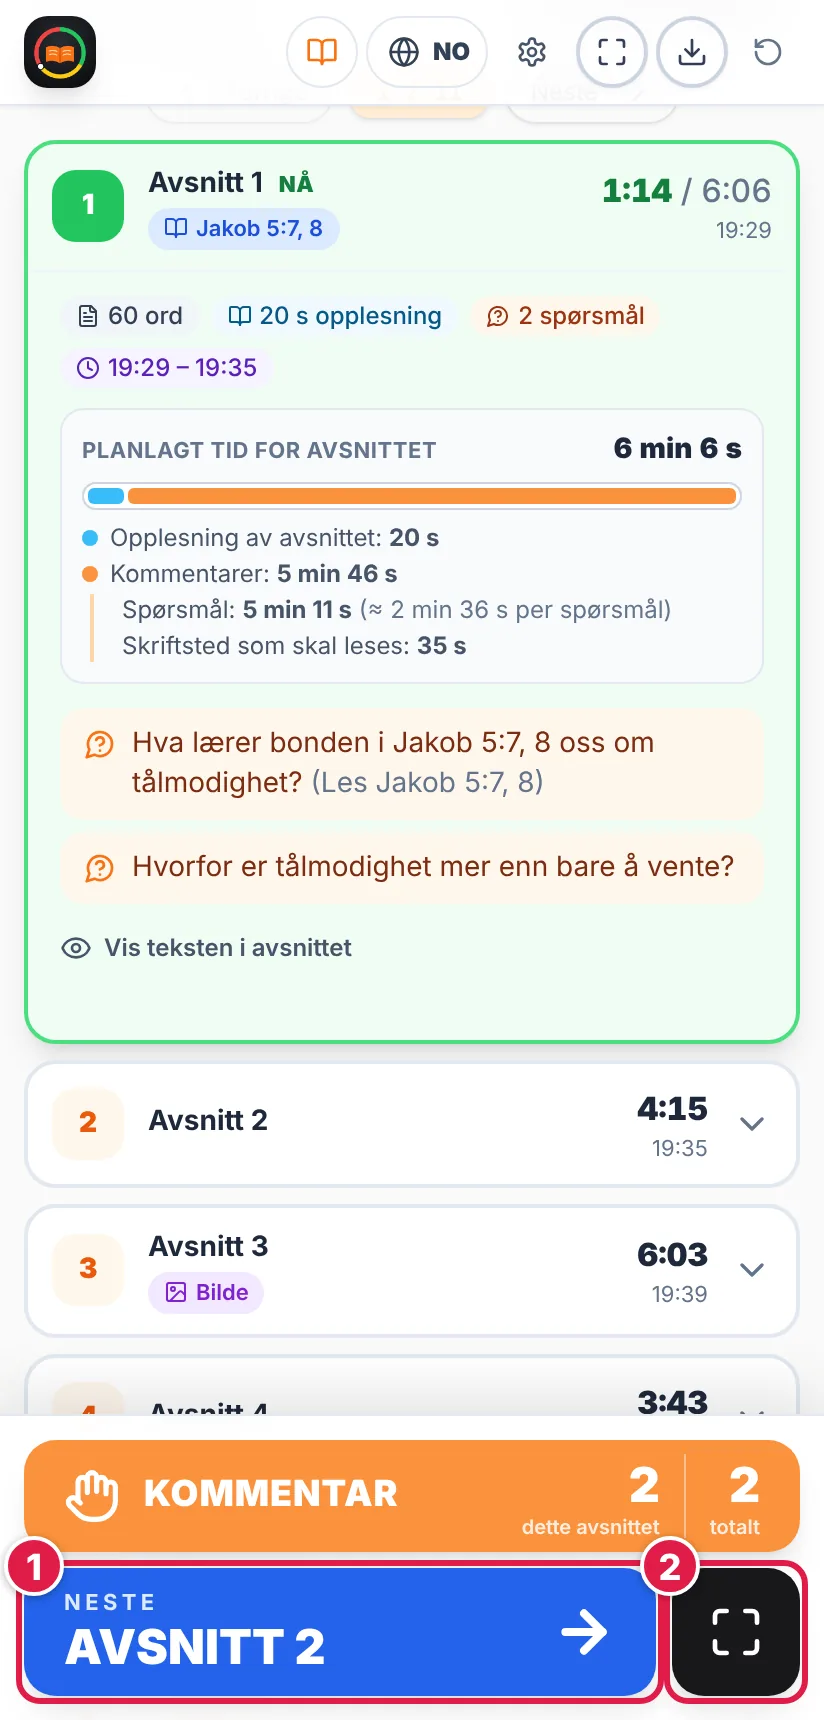 NO
1
Avsnitt 1 NÅ
1:14 / 6:06
Jakob 5:7, 8
19:29
60 ord
20 s opplesning
2 spørsmål
19:29 – 19:35
PLANLAGT TID FOR AVSNITTET
6 min 6 s
Opplesning av avsnittet: 20 s
Kommentarer: 5 min 46 s
Spørsmål: 5 min 11 s (≈ 2 min 36 s per spørsmål)
Skriftsted som skal leses: 35 s
Hva lærer bonden i Jakob 5:7, 8 oss om
tålmodighet? (Les Jakob 5:7, 8)
Hvorfor er tålmodighet mer enn bare å vente?
Vis teksten i avsnittet
2
Avsnitt 2
4:15
19:35
3
Avsnitt 3
6:03
Bilde
19:39
4
Avsnitt 4
3:43
KOMMENTAR
2
dette avsnittet
2
totalt
1
2
NESTE
AVSNITT 2